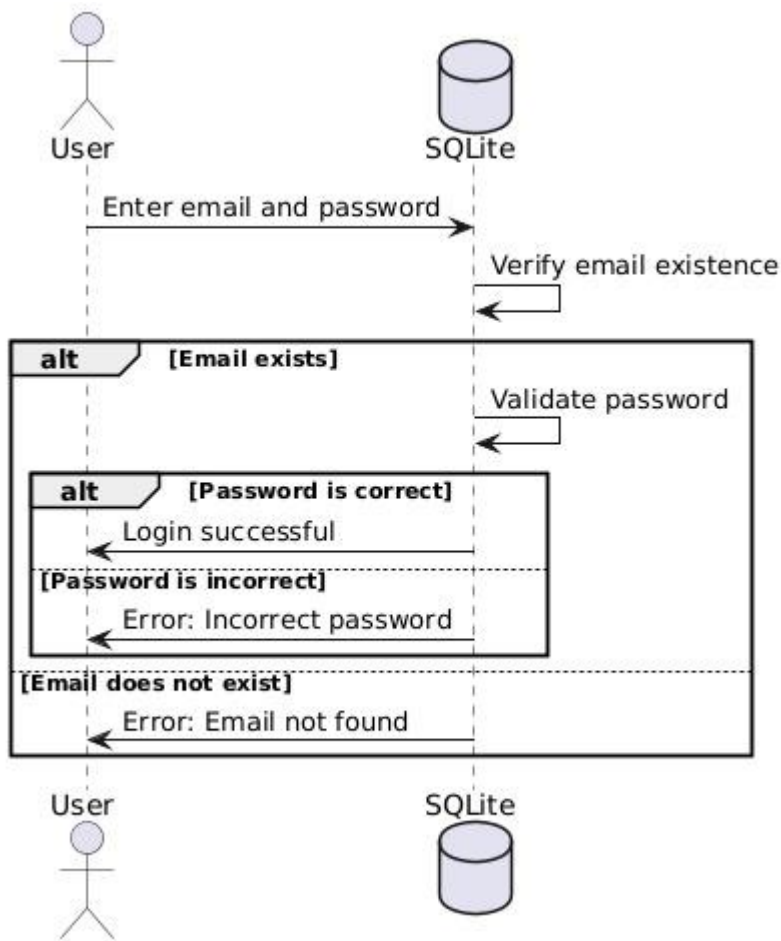 User
SQLite
Enter email and password
Verify email existence
alt [Email exists]
Validate password
alt [Password is correct]
Login successful
[Password is incorrect]
Error: Incorrect password
[Email does not exist]
Error: Email not found
User
SQLite